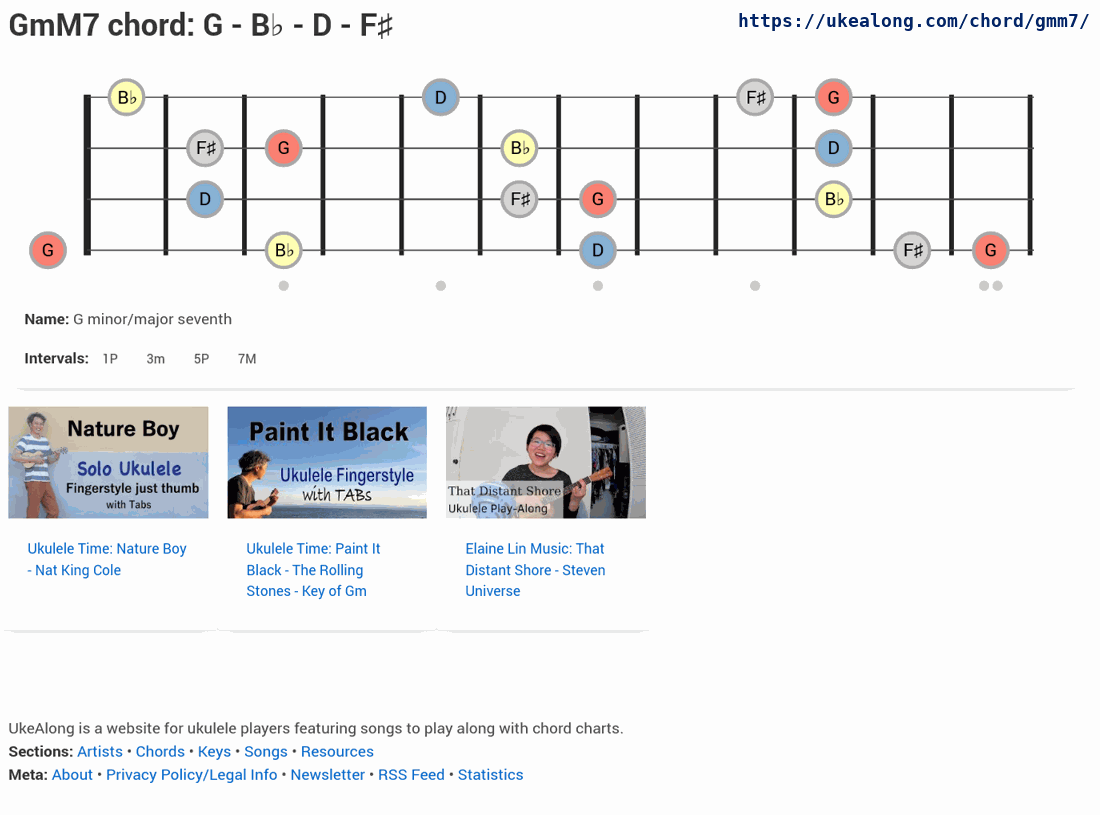 GmM7 chord: G - B♭ - D - F♯
https://ukealong.com/chord/gmm7/
B♭ D F♯ G
F♯ G B♭ D
D F♯ G B♭
G B♭ D F♯ G
Name: G minor/major seventh
Intervals: 1P 3m 5P 7M
Nature Boy
Solo Ukulele
Fingerstyle just thumb
with Tabs
Paint It Black
Ukulele Fingerstyle
with TABs
That Distant Shore
Ukulele Play-Along
Ukulele Time: Nature Boy
- Nat King Cole
Ukulele Time: Paint It
Black - The Rolling
Stones - Key of Gm
Elaine Lin Music: That
Distant Shore - Steven
Universe
UkeAlong is a website for ukulele players featuring songs to play along with chord charts.
Sections: Artists • Chords • Keys • Songs • Resources
Meta: About • Privacy Policy/Legal Info • Newsletter • RSS Feed • Statistics